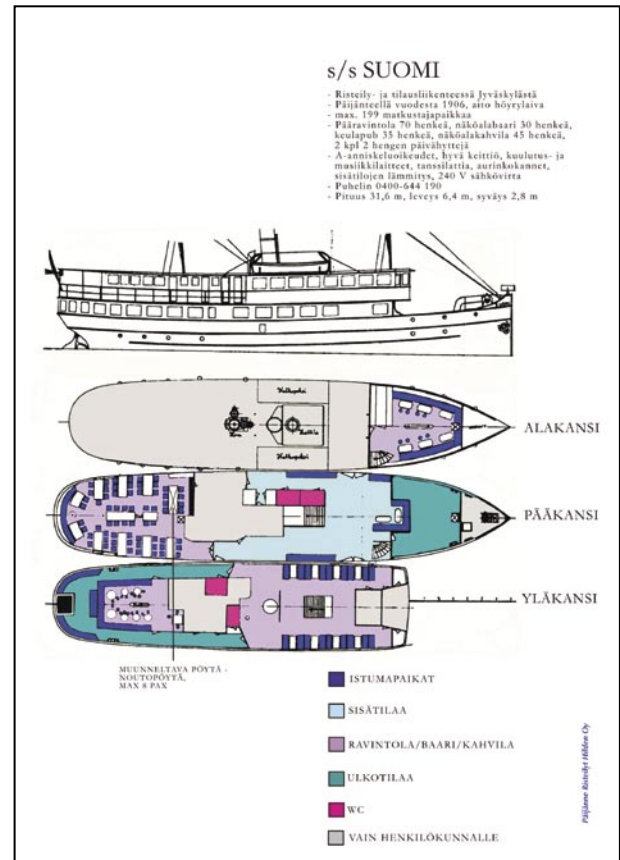 s/s SUOMI
- Risteily- ja tilausliikenteessä Jyväskylästä
- Päijänteellä vuodesta 1906, aito höyrylaiva
- max. 199 matkustajapaikkaa
- Pääravintola 70 henkeä, näköalabaari 30 henkeä,
keulapub 35 henkeä, näköalakahvila 45 henkeä,
2 kpl 2 hengen päivähyttejä
- A-anniskeluoikeudet, hyvä keittiö, kuulutus- ja
musiikkilaitteet, tanssilattia, aurinkokannet,
sisätilojen lämmitys, 240 V sähkövirta
- Puhelin 0400-644 190
- Pituus 31,6 m, leveys 6,4 m, syväys 2,8 m
ALAKANSI
PÄÄKANSI
YLÄKANSI
MUUNNELTAVA PÖYTÄ -
NOUTOPÖYTÄ,
MAX 8 PAX
ISTUMAPAIKAT
SISÄTILAA
RAVINTOLA/BAARI/KAHVILA
ULKOTILAA
WC
VAIN HENKILÖKUNNALLE
Päijänne Risteilyt Hilden Oy